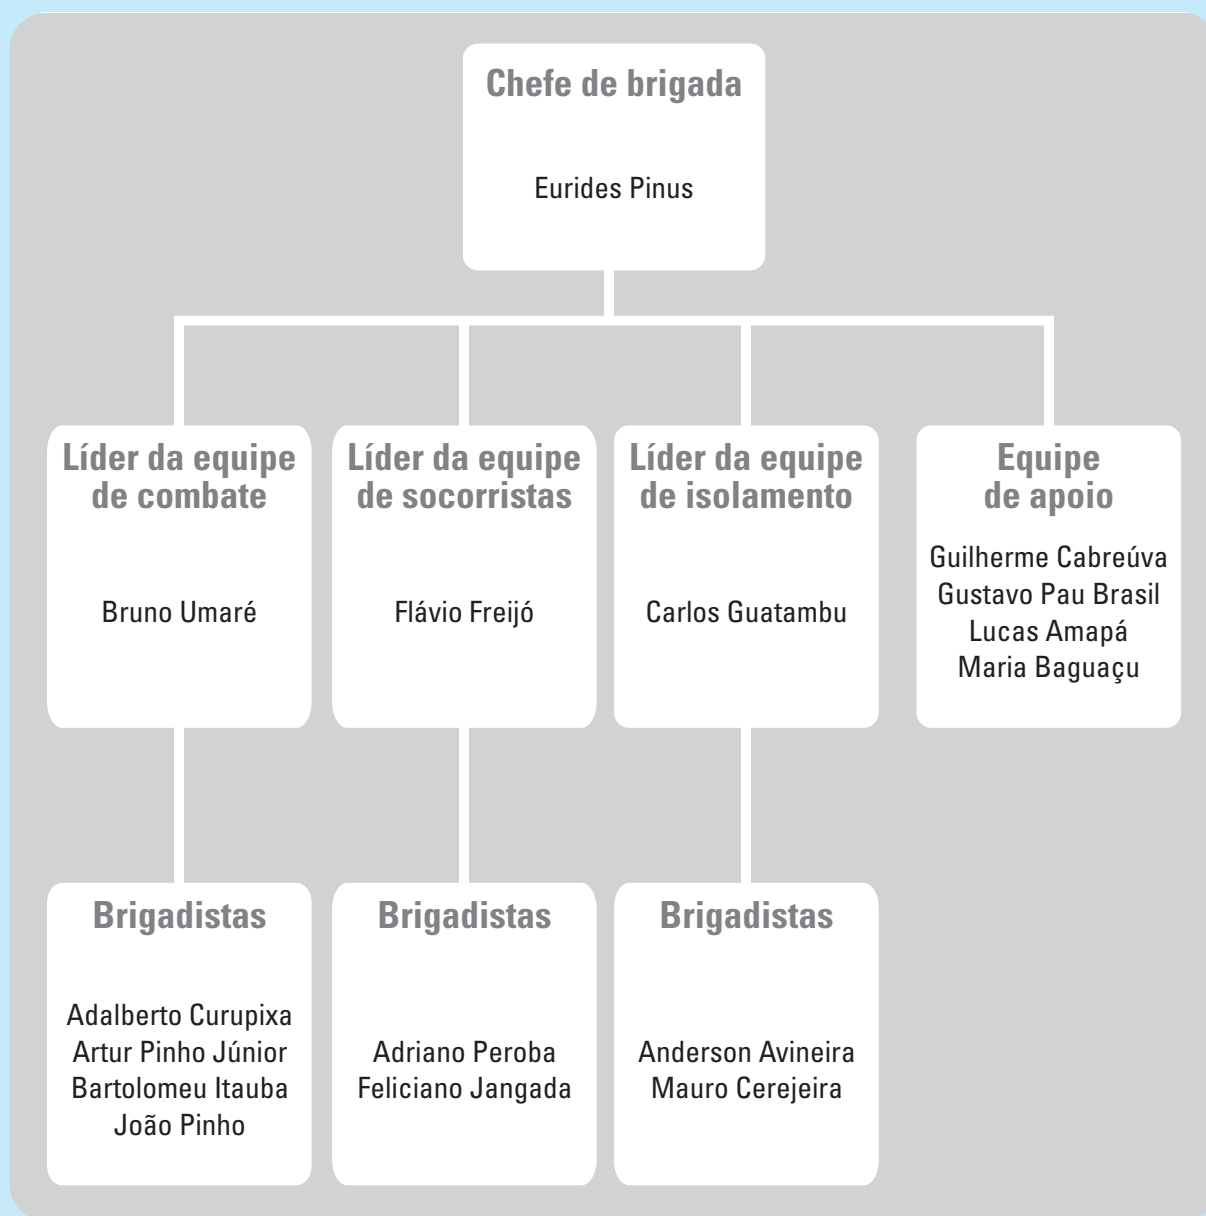 Chefe de brigada
Eurides Pinus
Líder da equipe
de combate
Bruno Umaré
Líder da equipe
de socorristas
Flávio Freijó
Líder da equipe
de isolamento
Carlos Guatambu
Equipe
de apoio
Guilherme Cabreúva
Gustavo Pau Brasil
Lucas Amapá
Maria Baguaçu
Brigadistas
Adalberto Curupixa
Artur Pinho Júnior
Bartolomeu Itauba
João Pinho
Brigadistas
Adriano Peroba
Feliciano Jangada
Brigadistas
Anderson Avineira
Mauro Cerejeira